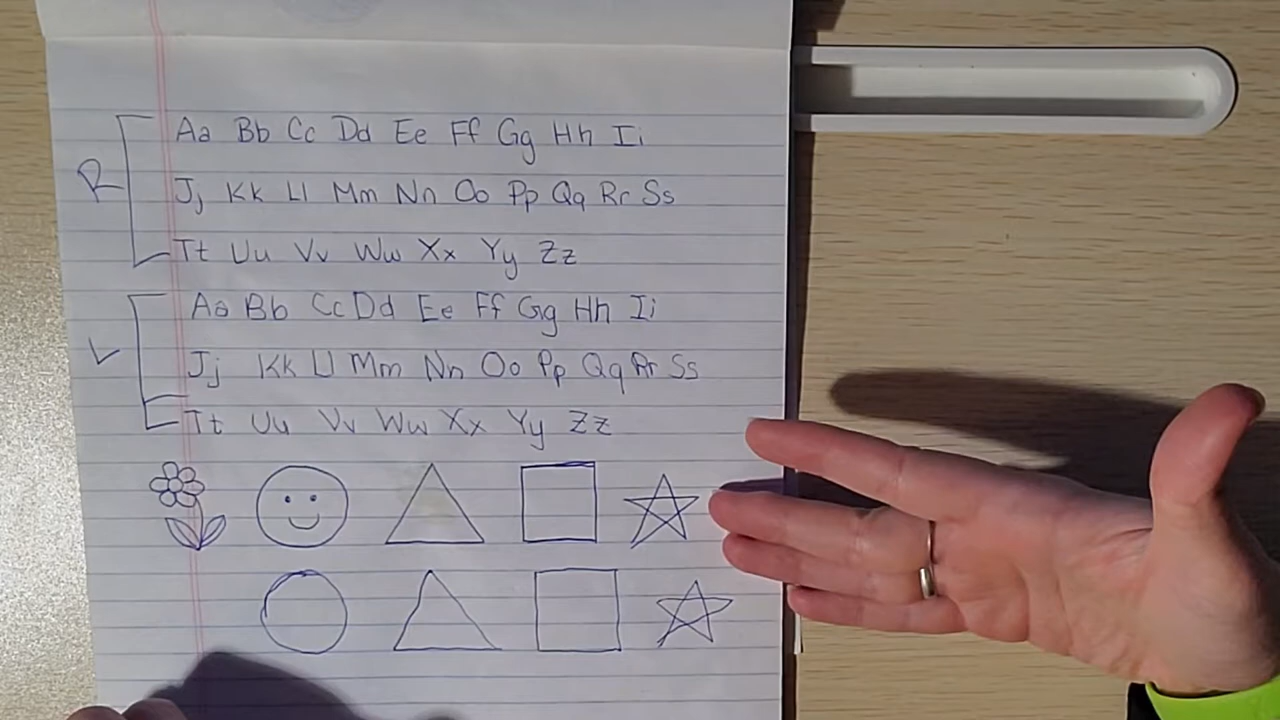 R
Aa Bb Cc Dd Ee Ff Gg Hh Ii
Jj Kk Ll Mm Nn Oo Pp Qq Rr Ss
Tt Uu Vv Ww Xx Yy Zz
L
Aa Bb Cc Dd Ee Ff Gg Hh Ii
Jj Kk Ll Mm Nn Oo Pp Qq Rr Ss
Tt Uu Vv Ww Xx Yy Zz